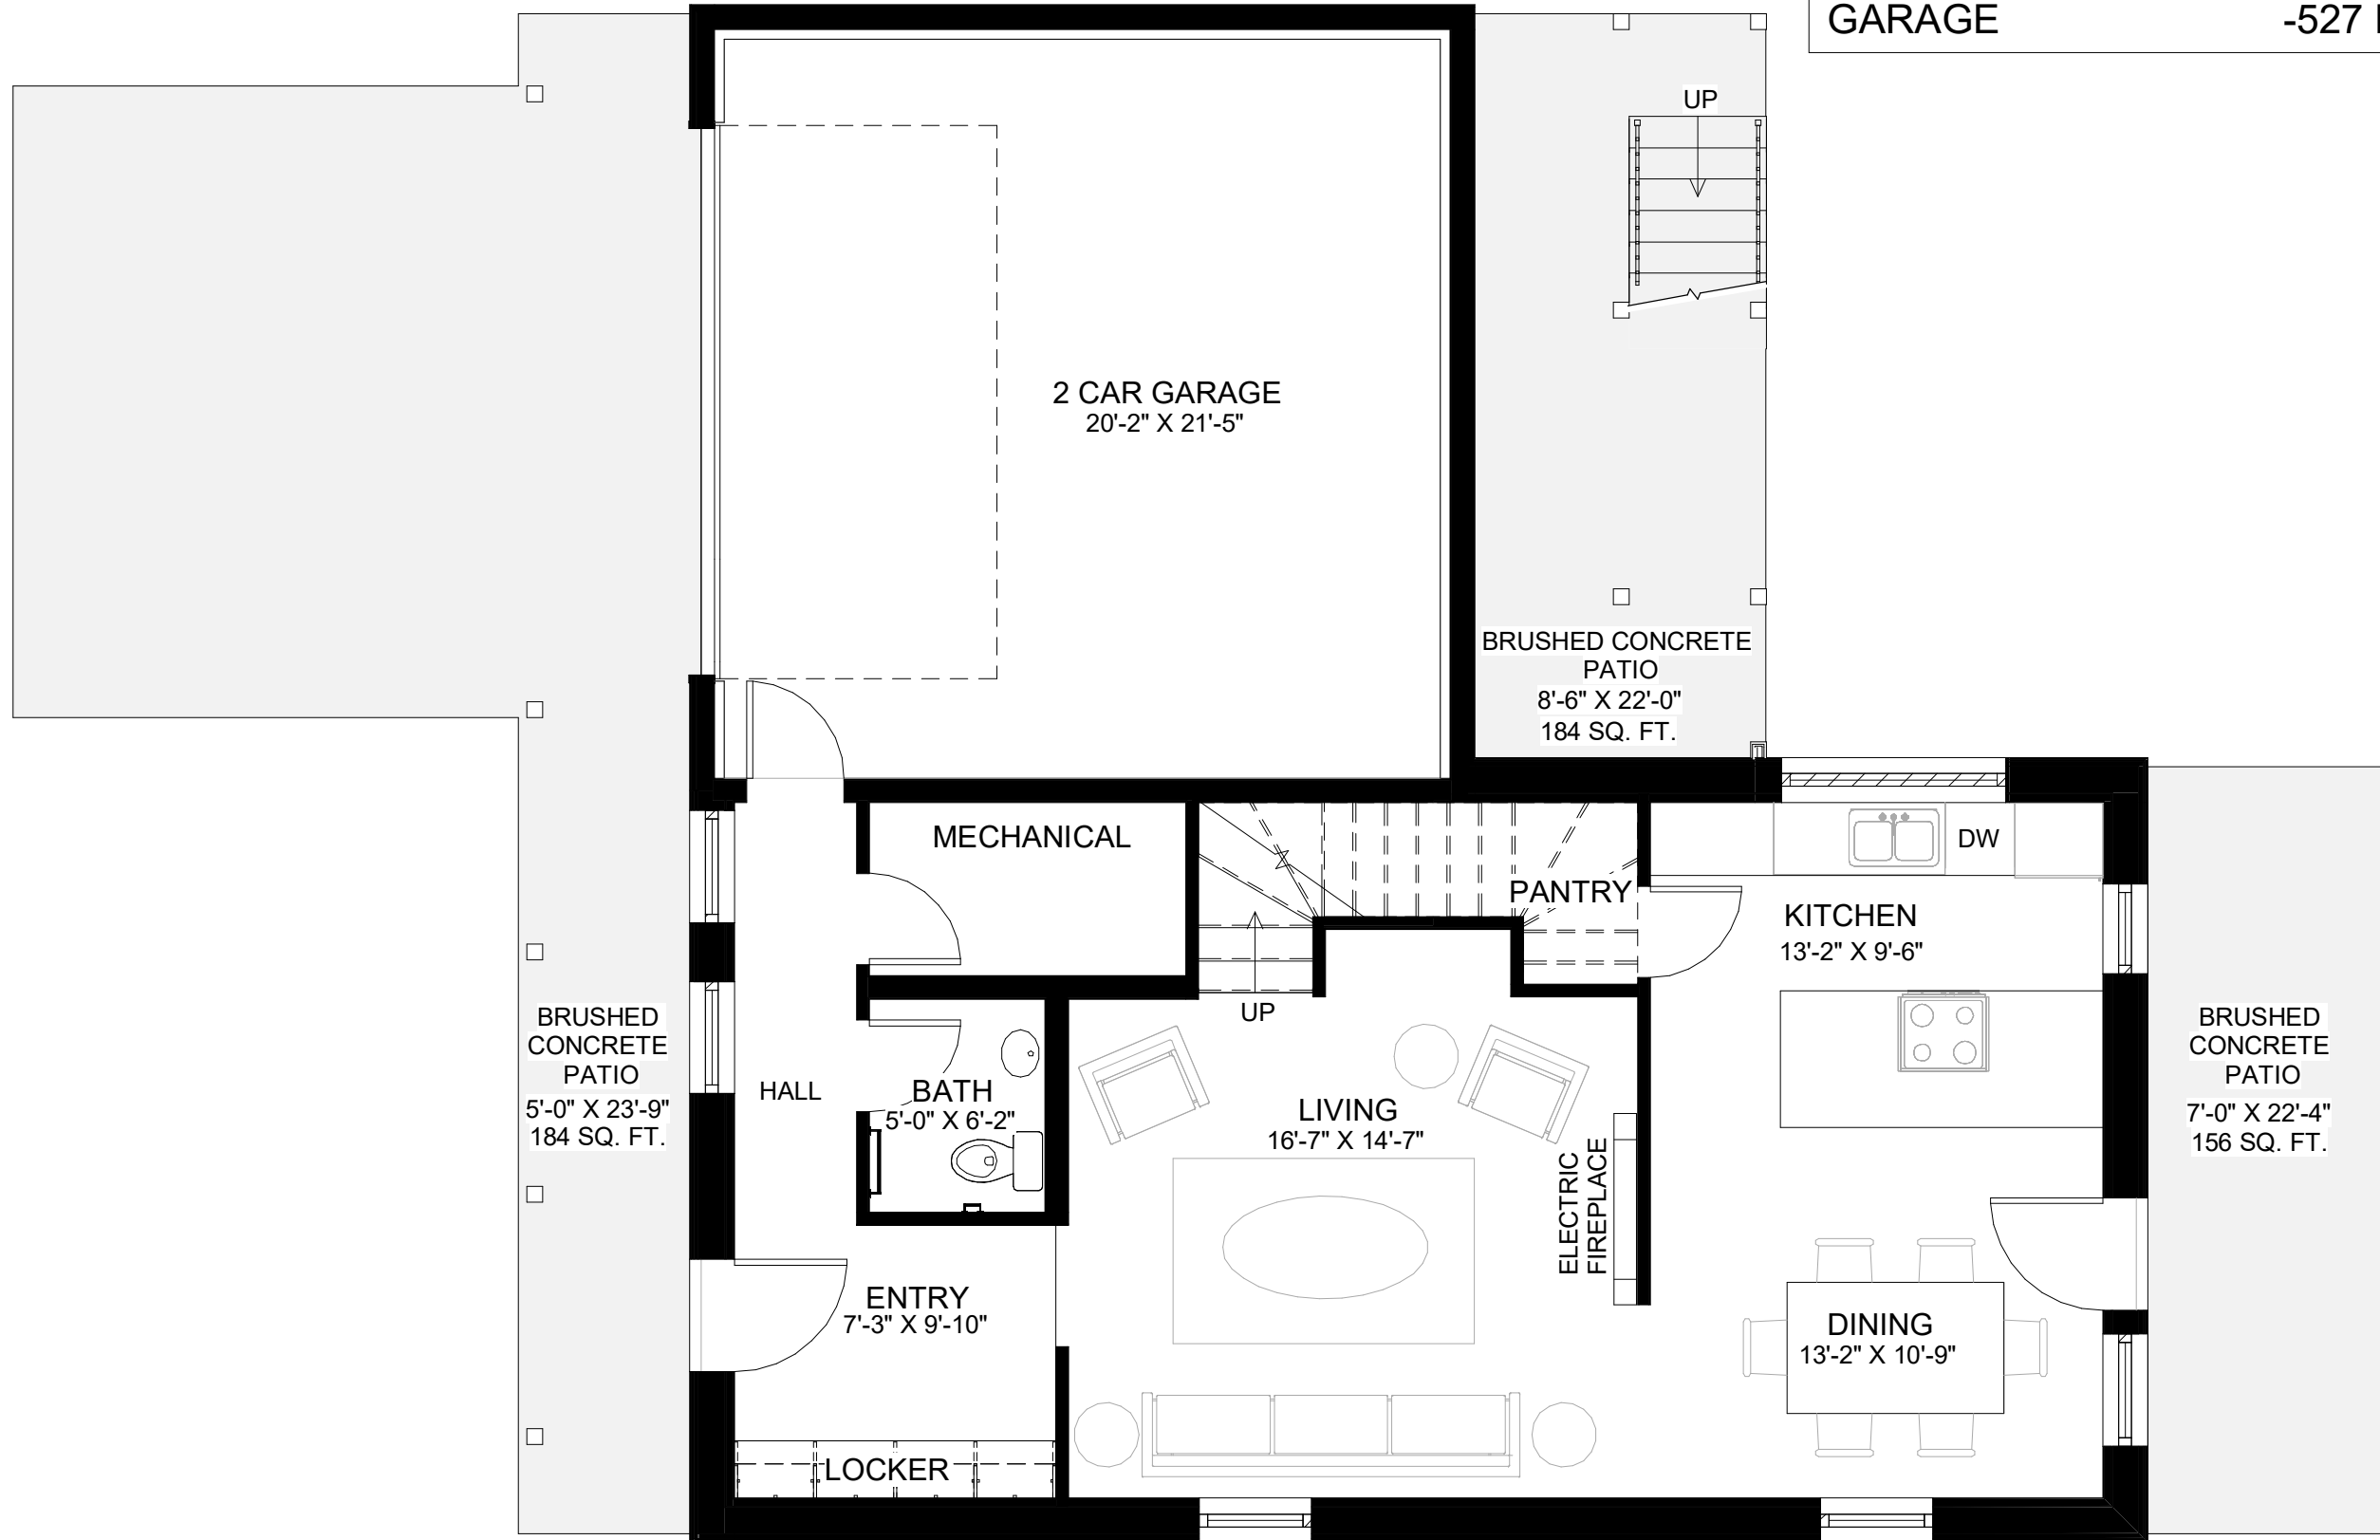 GARAGE -527
UP
2 CAR GARAGE
20'-2" X 21'-5"
BRUSHED CONCRETE
PATIO
8'-6" X 22'-0"
184 SQ. FT.
MECHANICAL
PANTRY
DW
KITCHEN
13'-2" X 9'-6"
UP
BRUSHED
CONCRETE
PATIO
5'-0" X 23'-9"
184 SQ. FT.
HALL
BATH
5'-0" X 6'-2"
LIVING
16'-7" X 14'-7"
ELECTRIC
FIREPLACE
BRUSHED
CONCRETE
PATIO
7'-0" X 22'-4"
156 SQ. FT.
ENTRY
7'-3" X 9'-10"
DINING
13'-2" X 10'-9"
LOCKER